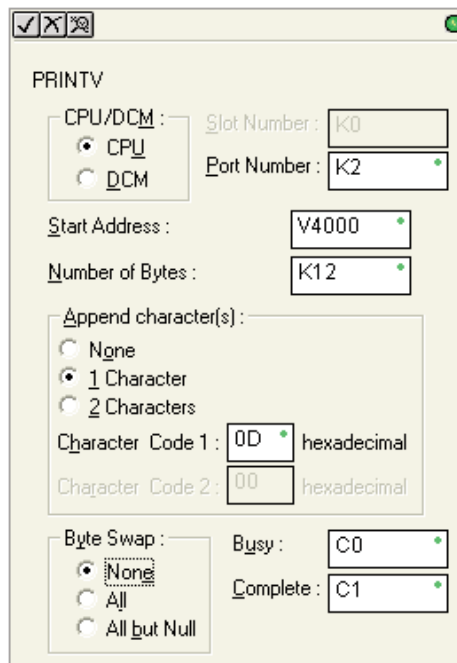 PRINTV
CPU/DCM :
CPU
DCM
Slot Number : K0
Port Number : K2
Start Address : V4000
Number of Bytes : K12
Append character(s) :
None
1 Character
2 Characters
Character Code 1 : 0D hexadecimal
Character Code 2 : 00 hexadecimal
Byte Swap :
None
All
All but Null
Busy : C0
Complete : C1